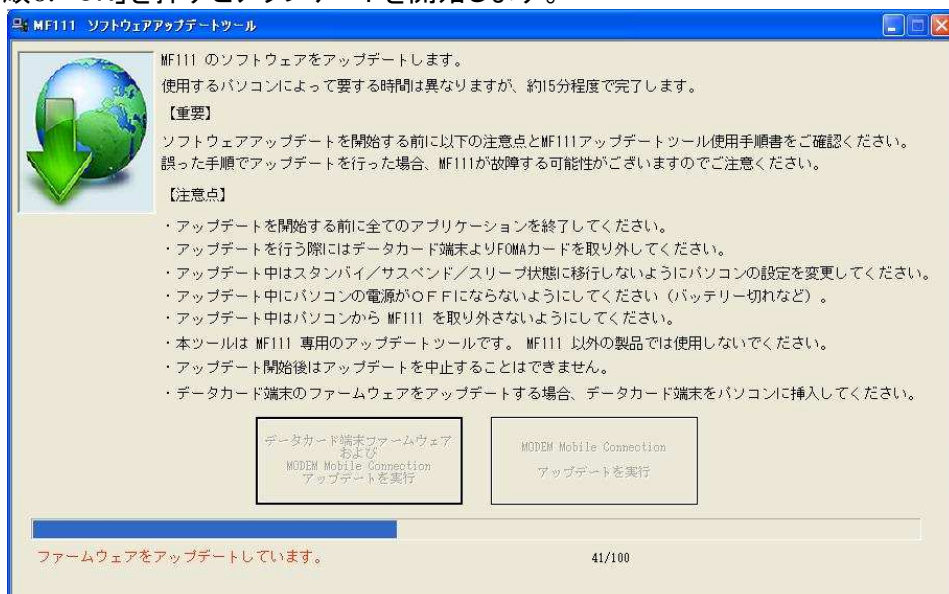 OK」を押すとアップデートを開始します。
MF111 ソフトウェアアップデートツール
MF111 のソフトウェアをアップデートします。
使用するパソコンによって要する時間は異なりますが、約15分程度で完了します。
【重要】
ソフトウェアアップデートを開始する前に以下の注意点とMF111アップデートツール使用手順書をご確認ください。
誤った手順でアップデートを行った場合、MF111が故障する可能性がございますのでご注意ください。
【注意点】
・アップデートを開始する前に全てのアプリケーションを終了してください。
・アップデートを行う際にはデータカード端末よりFOMAカードを取り外してください。
・アップデート中はスタンバイ／サスペンド／スリープ状態に移行しないようにパソコンの設定を変更してください。
・アップデート中にパソコンの電源がＯＦＦにならないようにしてください（バッテリー切れなど）。
・アップデート中はパソコンから MF111 を取り外さないようにしてください。
・本ツールは MF111 専用のアップデートツールです。 MF111 以外の製品では使用しないでください。
・アップデート開始後はアップデートを中止することはできません。
・データカード端末のファームウェアをアップデートする場合、データカード端末をパソコンに挿入してください。
データカード端末ファームウェア
および
MODEM Mobile Connection
アップデートを実行
MODEM Mobile Connection
アップデートを実行
ファームウェアをアップデートしています。
41/100